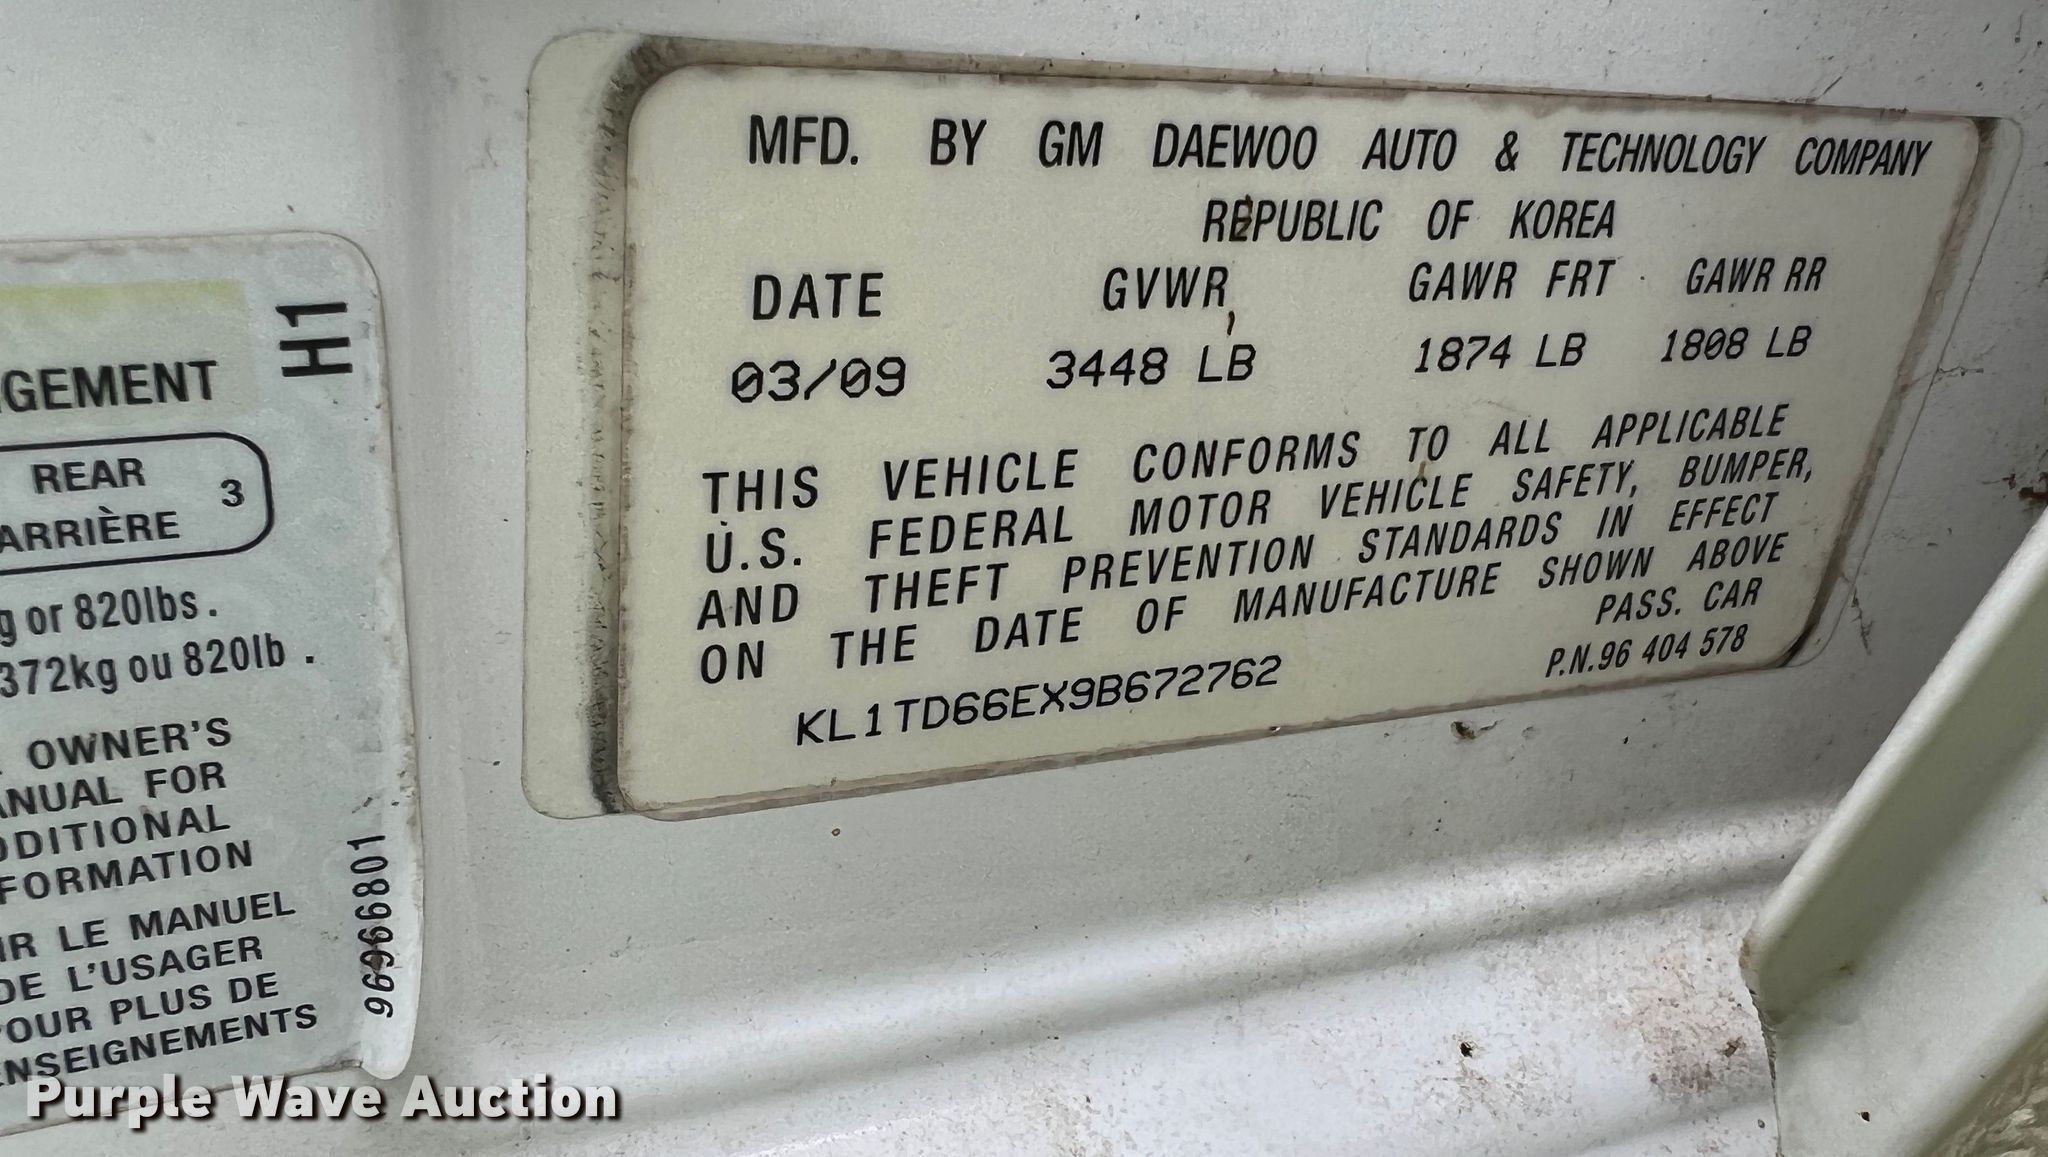 MFD. BY GM DAEWOO AUTO & TECHNOLOGY COMPANY
REPUBLIC OF KOREA
DATE GVWR GAWR FRT GAWR RR
03/09 3448 LB 1874 LB 1808 LB
THIS VEHICLE CONFORMS TO ALL APPLICABLE
U.S. FEDERAL MOTOR VEHICLE SAFETY, BUMPER,
AND THEFT PREVENTION STANDARDS IN EFFECT
ON THE DATE OF MANUFACTURE SHOWN ABOVE
PASS. CAR
KL1TD66EX9B672762
P.N.96 404 578
H1
GEMENT
REAR 3
ARRIÈRE
g or 820lbs.
372kg ou 820lb .
OWNER'S
ANUAL FOR
DDITIONAL
FORMATION
IR LE MANUEL
DE L'USAGER
POUR PLUS DE
ENSEIGNEMENTS
96966801
Purple Wave Auction